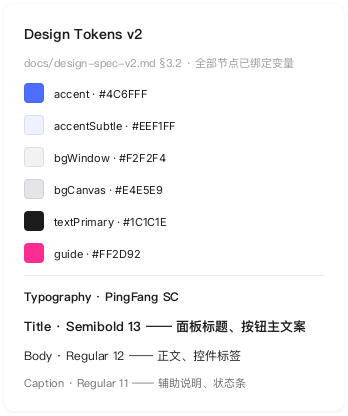 Design Tokens v2
docs/design-spec-v2.md §3.2 · 全部节点已绑定变量
accent · #4C6FFF
accentSubtle · #EEF1FF
bgWindow · #F2F2F4
bgCanvas · #E4E5E9
textPrimary · #1C1C1E
guide · #FF2D92
Typography · PingFang SC
Title · Semibold 13 —— 面板标题、按钮主文案
Body · Regular 12 —— 正文、控件标签
Caption · Regular 11 —— 辅助说明、状态条